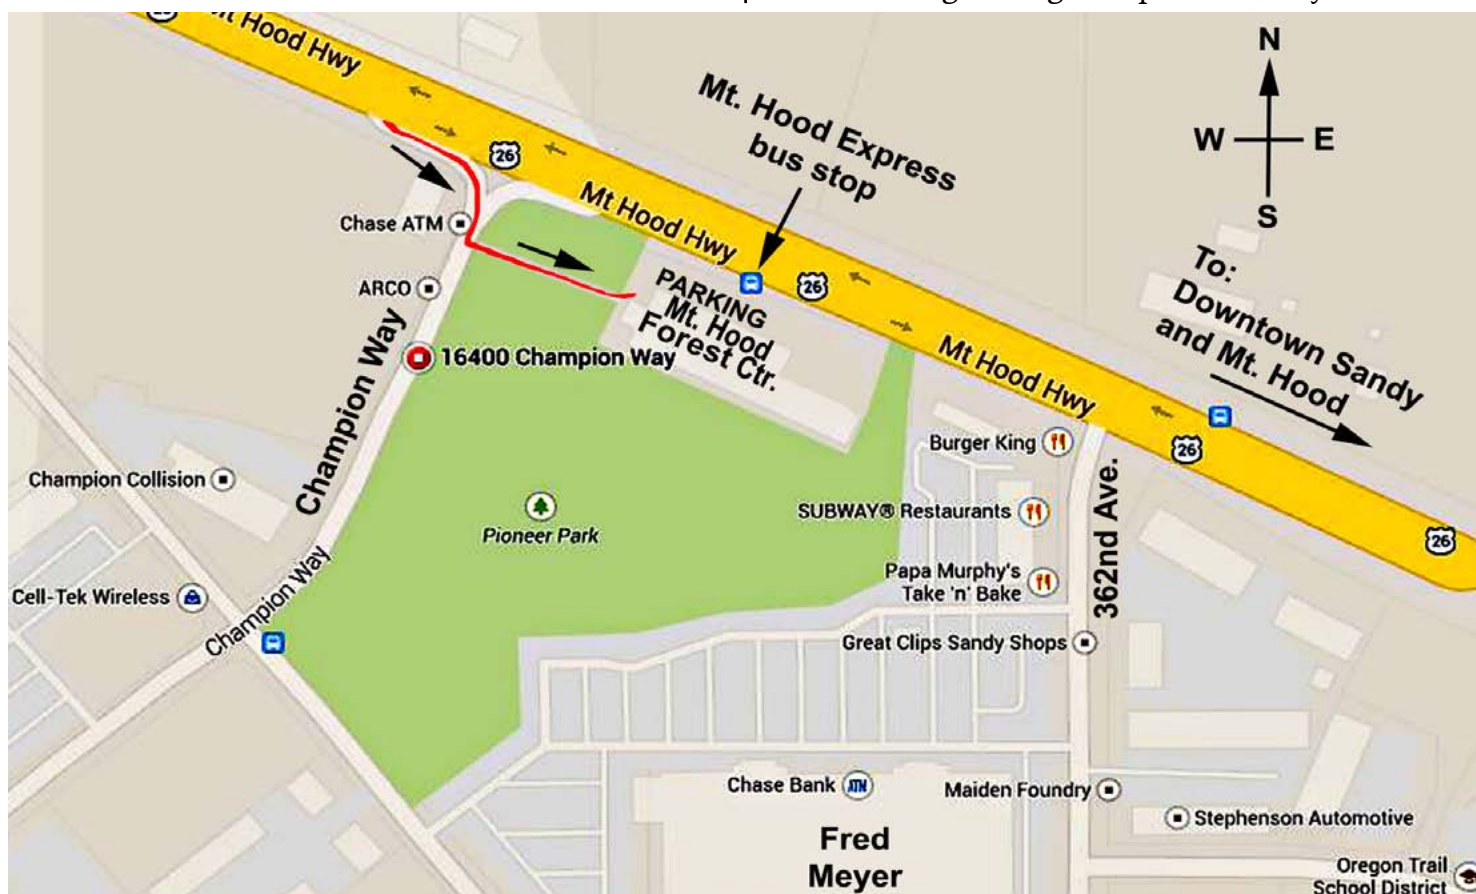 26
Mt Hood Hwy
Mt. Hood Express
bus stop
N
W
E
S
26
Chase ATM
Mt Hood Hwy
26
To:
Downtown Sandy
and Mt. Hood
ARCO
PARKING
Mt. Hood
Forest Ctr.
16400 Champion Way
Champion Way
Mt Hood Hwy
Burger King
26
Champion Collision
SUBWAY® Restaurants
Pioneer Park
26
362nd Ave.
Papa Murphy's
Take 'n' Bake
Cell-Tek Wireless
Champion Way
Great Clips Sandy Shops
Chase Bank
ATM
Maiden Foundry
Stephenson Automotive
Fred
Meyer
Oregon Trail
School District